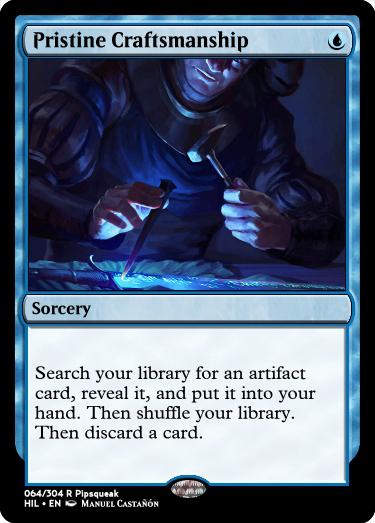 Pristine Craftsmanship
Sorcery
Search your library for an artifact
card, reveal it, and put it into your
hand. Then shuffle your library.
Then discard a card.
064/304 R Pipsqueak
HIL • EN Manuel Castañón